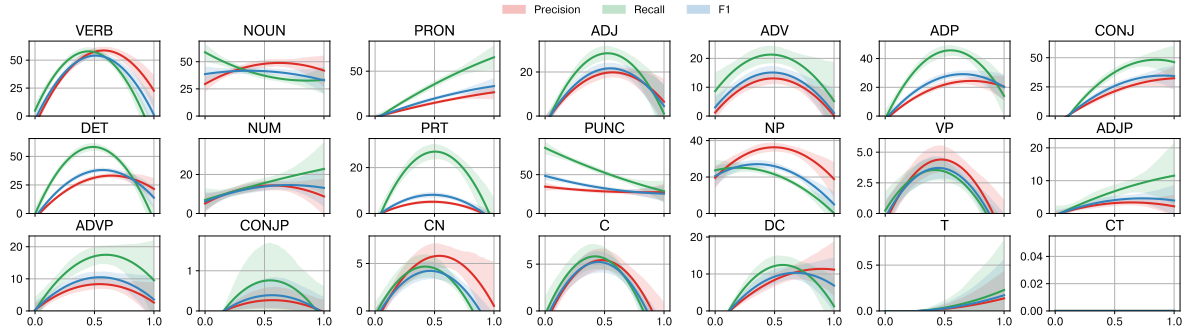 Precision Recall F1
VERB NOUN PRON ADJ ADV ADP CONJ
50 50 50 20 20 40 50
25 25 10 20 25
0 0 0 0 0 0 0
DET NUM PRT PUNC NP VP ADJP
50 20 20 50 40 5.0 20
25 20 2.5 10
0 0 0 0 0 0.0 0
ADVP CONJP CN C DC T CT
20 1 5 5 20 0.5 0.04
10 10 0.02
0 0 0 0 0 0.0 0.00
0.0 0.5 1.0 0.0 0.5 1.0 0.0 0.5 1.0 0.0 0.5 1.0 0.0 0.5 1.0 0.0 0.5 1.0 0.0 0.5 1.0